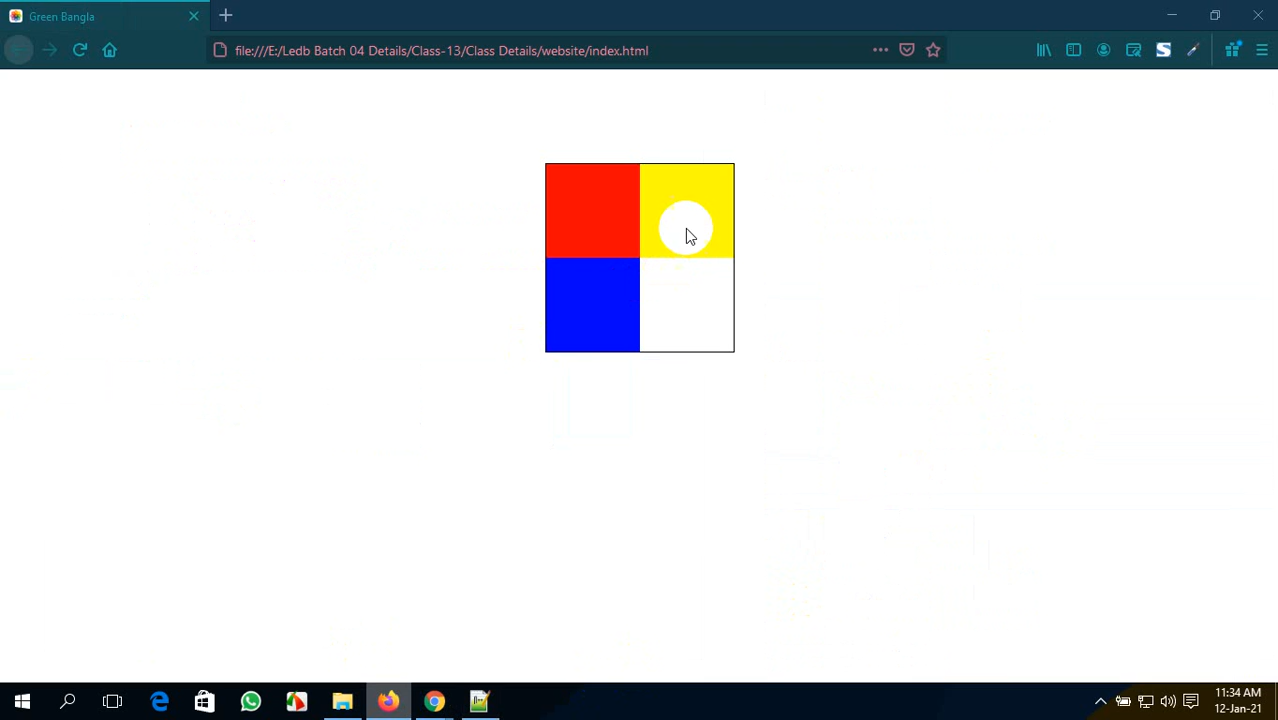 Green Bangla
file:///E:/Ledb Batch 04 Details/Class-13/Class Details/website/index.html
11:34 AM
12-Jan-21